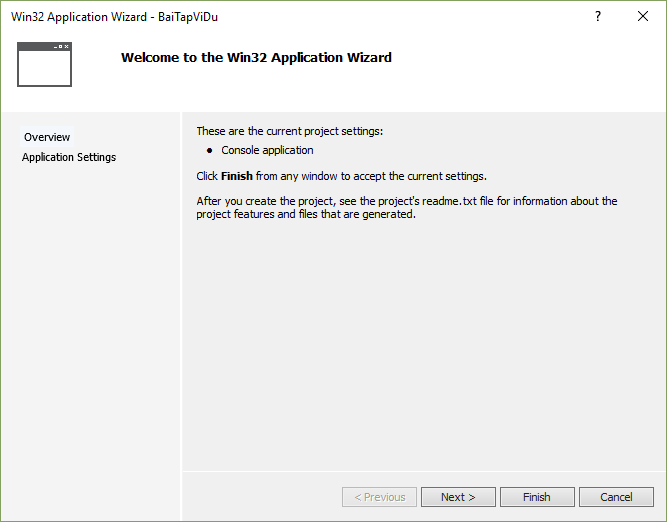 Win32 Application Wizard - BaiTapViDu
Welcome to the Win32 Application Wizard
Overview
Application Settings
These are the current project settings:
• Console application
Click Finish from any window to accept the current settings.
After you create the project, see the project's readme.txt file for information about the
project features and files that are generated.
< Previous
Next >
Finish
Cancel